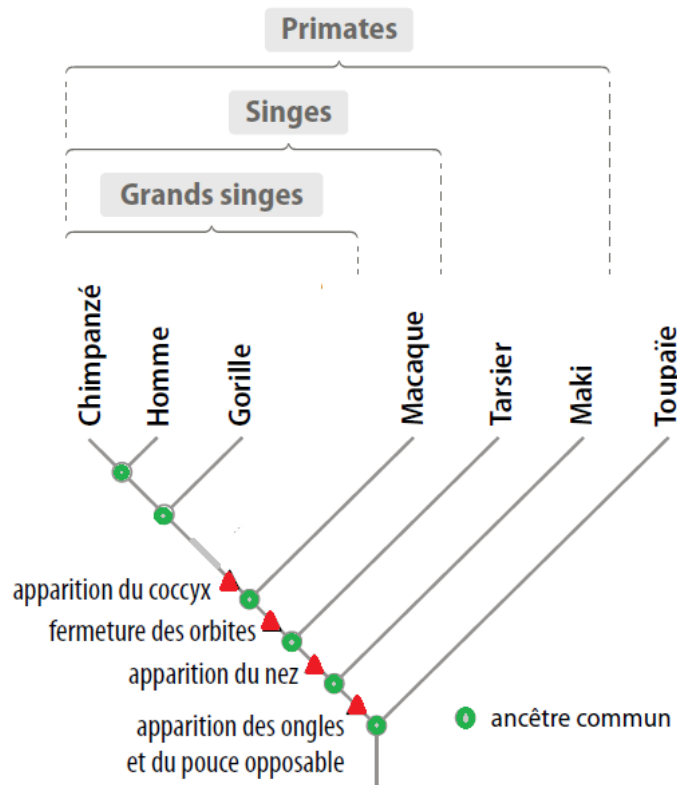 Primates
Singes
Grands singes
Chimpanzé
Homme
Gorille
Macaque
Tarsier
Maki
Toupaïe
apparition du coccyx
fermeture des orbites
apparition du nez
apparition des ongles
et du pouce opposable
ancêtre commun